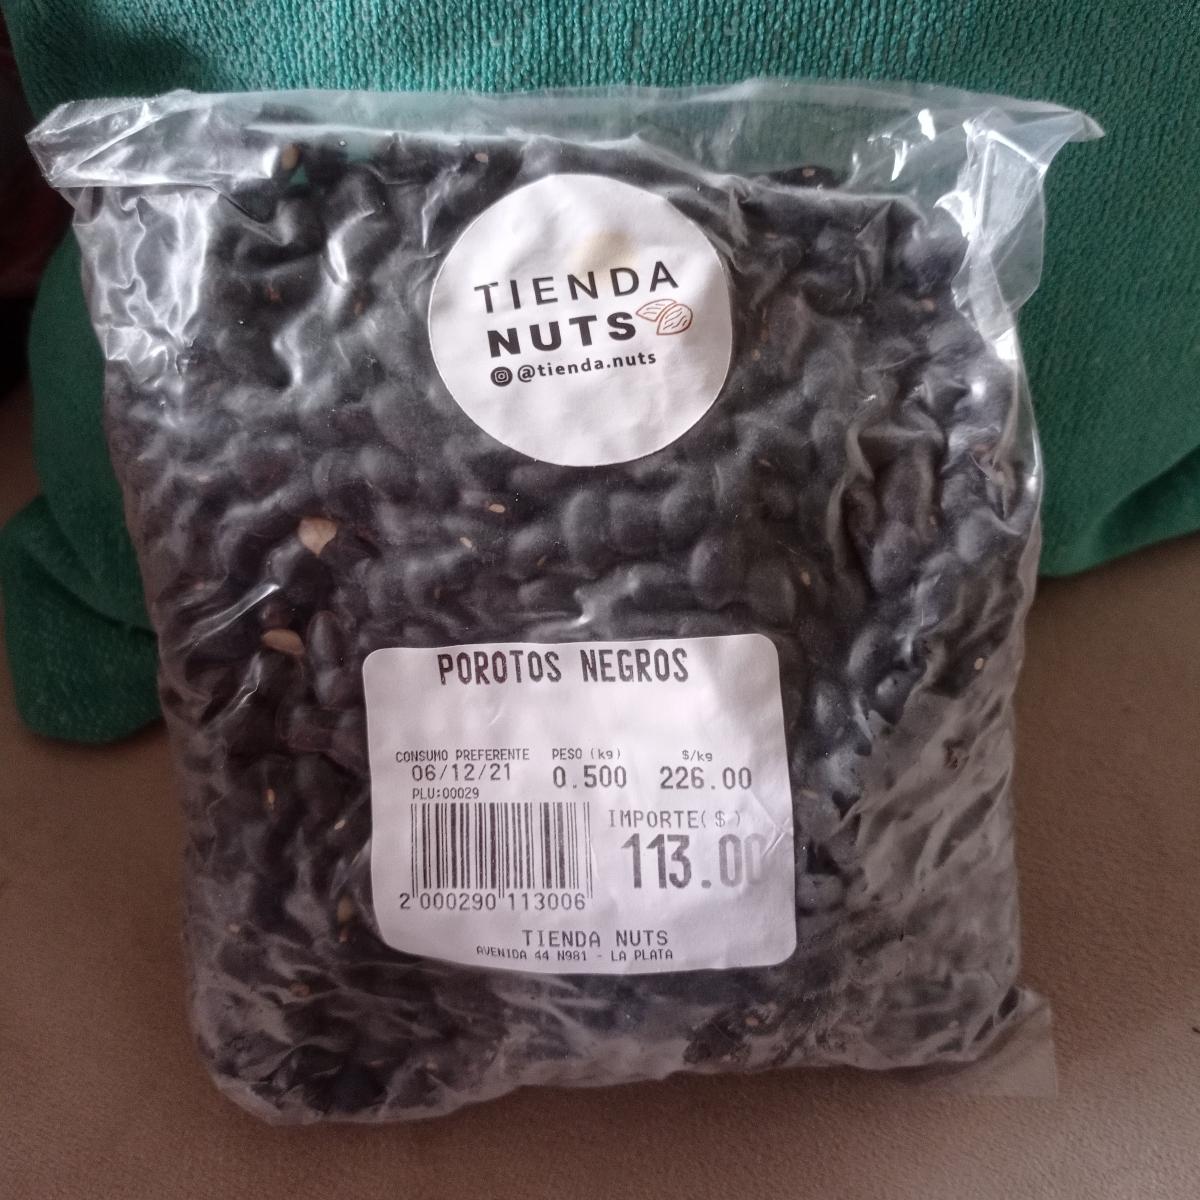 TIENDA
NUTS
@tienda.nuts
POROTOS NEGROS
CONSUMO PREFERENTE PESO (kg) $/kg
06/12/21 0.500 226.00
PLU:00029
IMPORTE($)
113.00
2 000290 113006
TIENDA NUTS
AVENIDA 44 N981 - LA PLATA